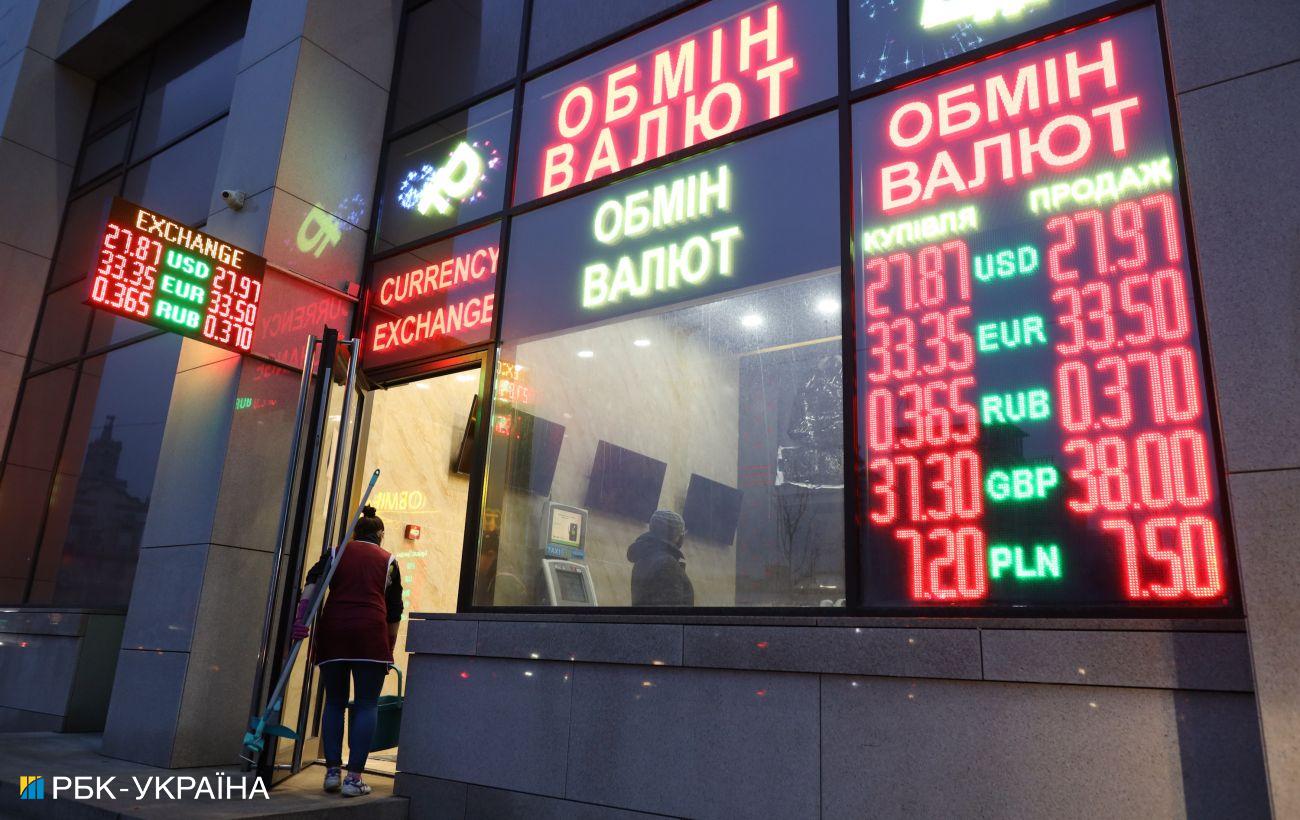 EXCHANGE
27.87 USD 27.97
33.35 EUR 33.50
0.365 RUB 0.370
CURRENCY
EXCHANGE
ОБМІН
ВАЛЮТ
ОБМІН
ВАЛЮТ
ОБМІН
ВАЛЮТ
КУПІВЛЯ ПРОДАЖ
27.87 USD 27.97
33.35 EUR 33.50
0.365 RUB 0.370
37.30 GBP 38.00
7.20 PLN 7.50
TAXI
РБК-УКРАЇНА